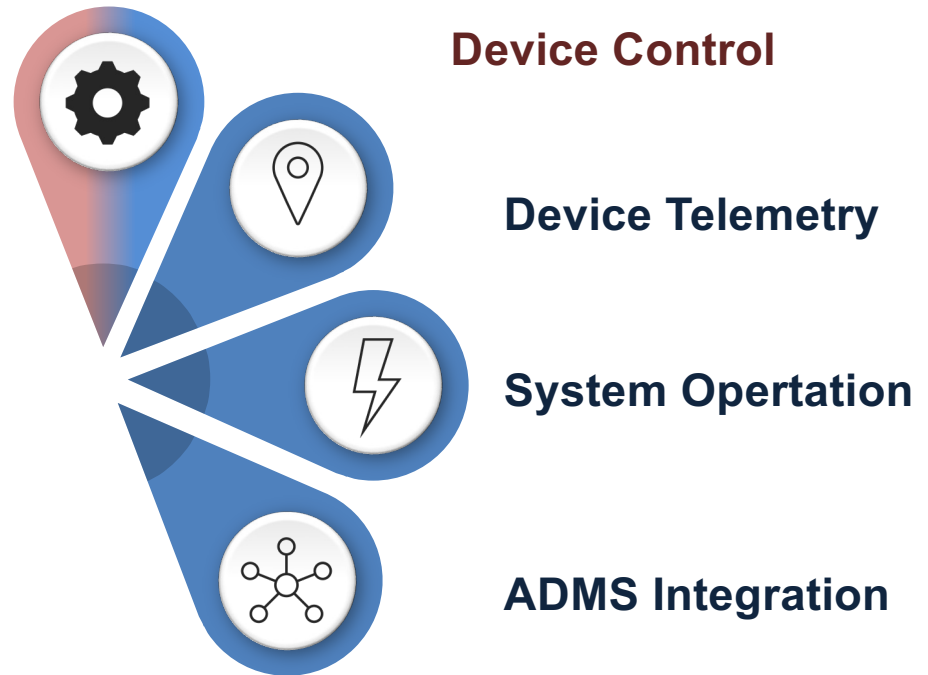 Device Control
Device Telemetry
System Opertation
ADMS Integration